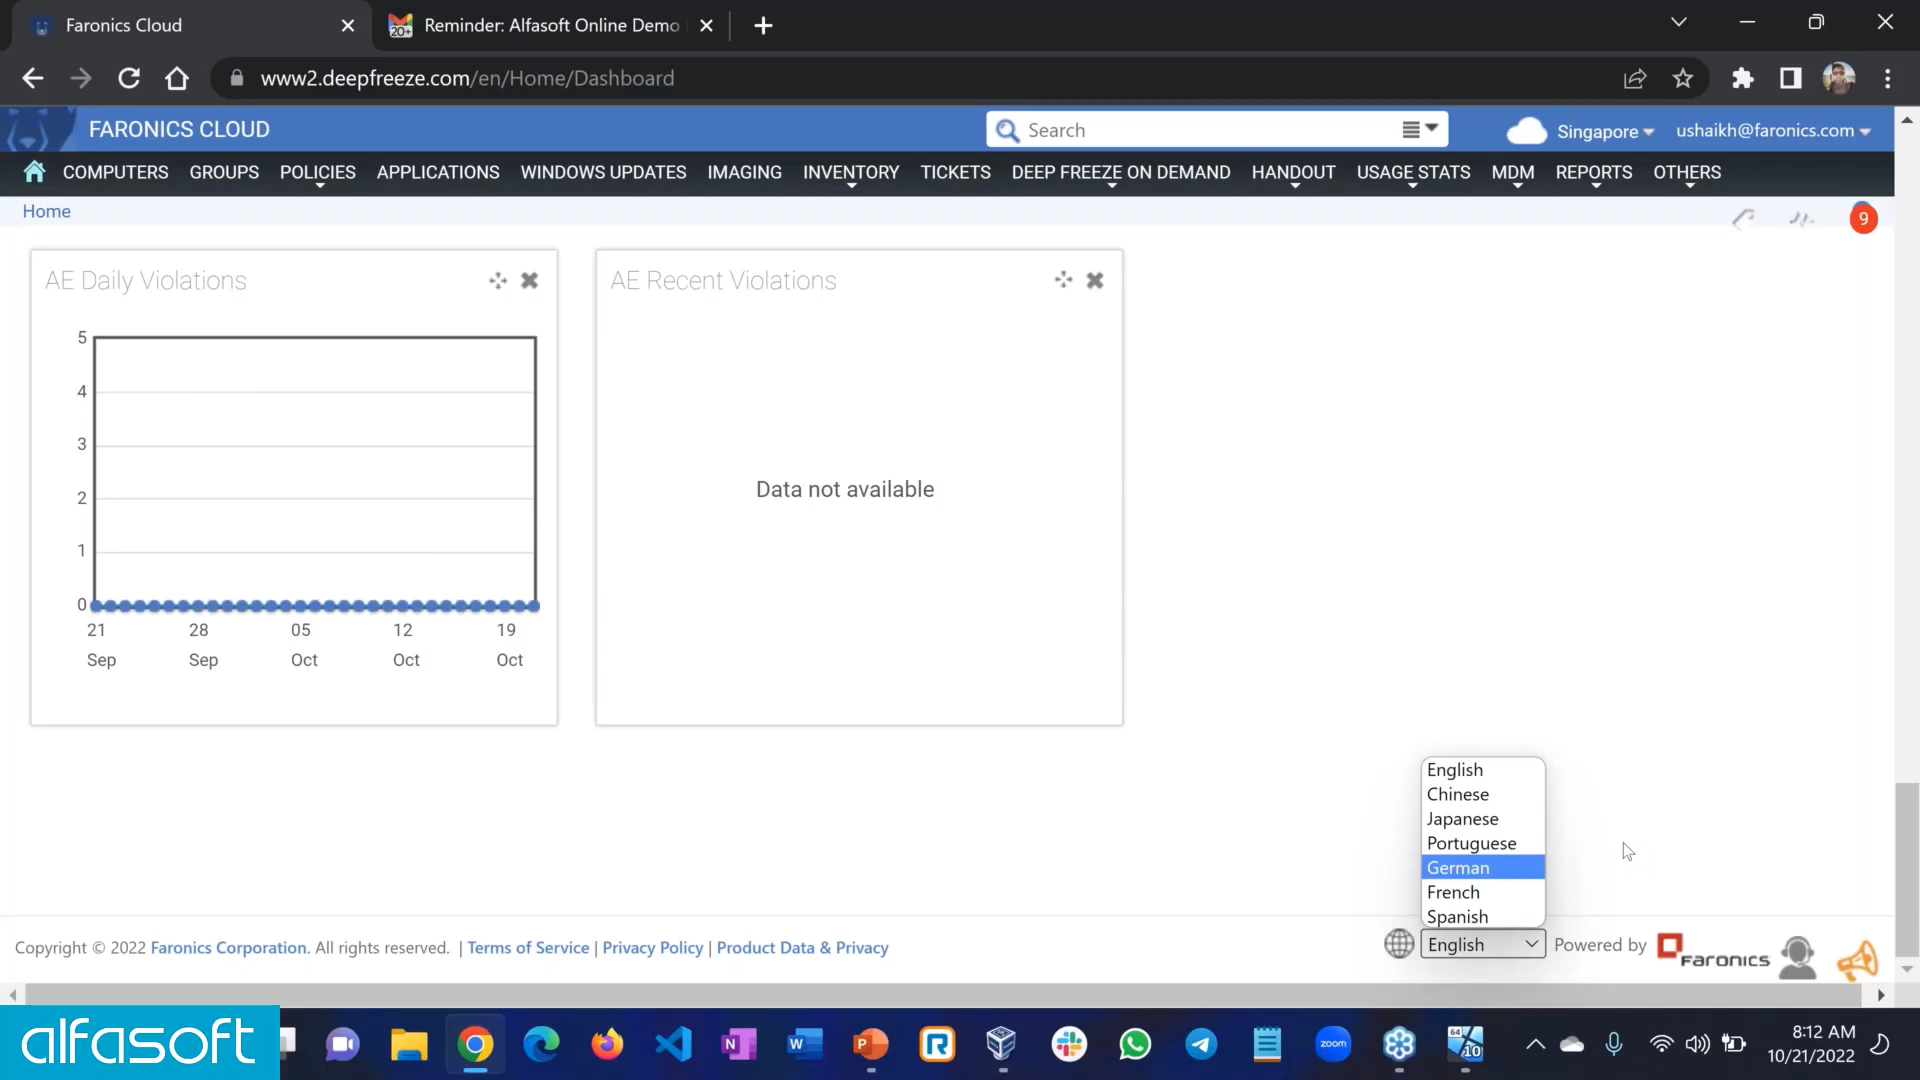 Faronics Cloud
Reminder: Alfasoft Online Demo
20+
www2.deepfreeze.com/en/Home/Dashboard
FARONICS CLOUD
Search
Singapore
ushaikh@faronics.com
COMPUTERS GROUPS POLICIES APPLICATIONS WINDOWS UPDATES IMAGING INVENTORY TICKETS DEEP FREEZE ON DEMAND HANDOUT USAGE STATS MDM REPORTS OTHERS
Home
9
AE Daily Violations
5
4
3
2
1
0
21 28 05 12 19
Sep Sep Oct Oct Oct
AE Recent Violations
Data not available
English
Chinese
Japanese
Portuguese
German
French
Spanish
English
Copyright © 2022 Faronics Corporation. All rights reserved. | Terms of Service | Privacy Policy | Product Data & Privacy
Powered by
FARONICS
alfasoft
N
W
P
R
zoom
64
10
8:12 AM
10/21/2022